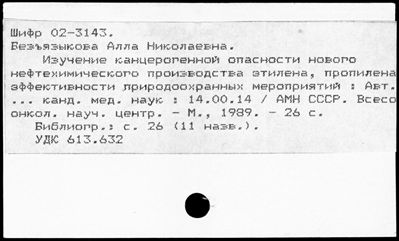 Шифр 02-3143.
Безъязыкова Алла Николаевна.
Изучение канцерогенной опасности нового
нефтехимического производства этилена, пропилена
эффективности природоохранных мероприятий : Авт.
... канд. мед. наук : 14.00.14 / АМН СССР. Всесо
онкол. науч. центр. - М., 1989. - 26 с.
Библиогр.: с. 26 (11 назв.).
УДК 613.632